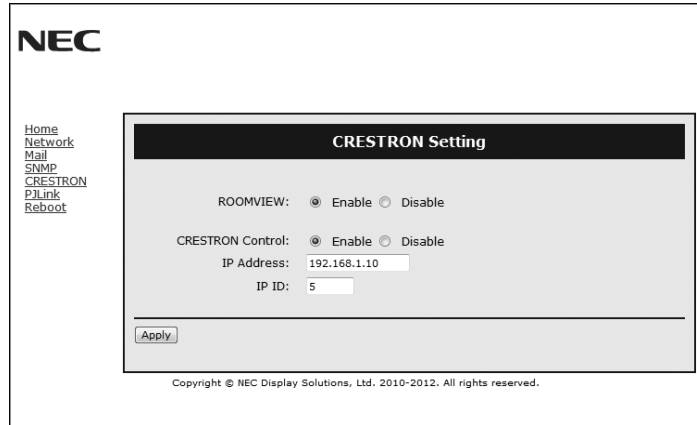 NEC
Home
Network
Mail
SNMP
CRESTRON
PJLink
Reboot
CRESTRON Setting
ROOMVIEW: Enable Disable
CRESTRON Control: Enable Disable
IP Address: 192.168.1.10
IP ID: 5
Apply
Copyright © NEC Display Solutions, Ltd. 2010-2012. All rights reserved.